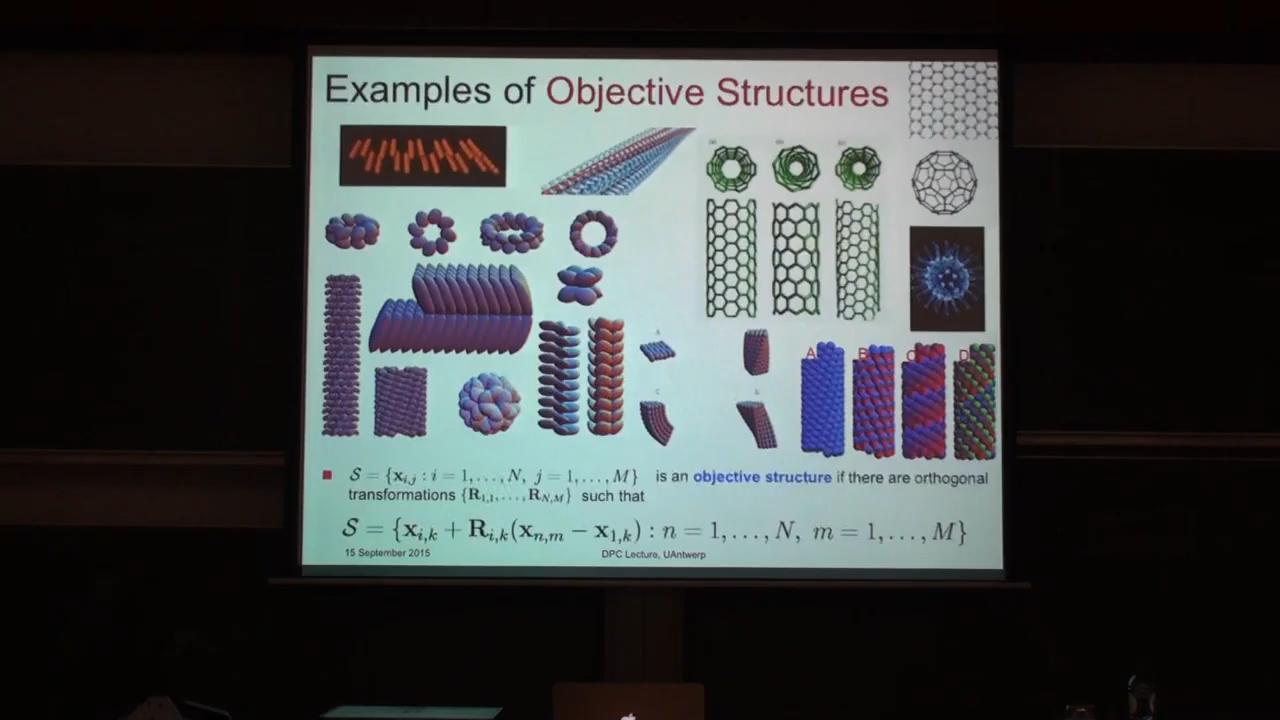 Examples of Objective Structures
A B C D
𝒮 = {x_{i,j} : i = 1, . . . , N, j = 1, . . . , M} is an objective structure if there are orthogonal
transformations {R_{1,1}, . . . , R_{N,M}} such that
𝒮 = {x_{i,k} + R_{i,k}(x_{n,m} − x_{1,k}) : n = 1, . . . , N, m = 1, . . . , M}
15 September 2015 DPC Lecture, UAntwerp